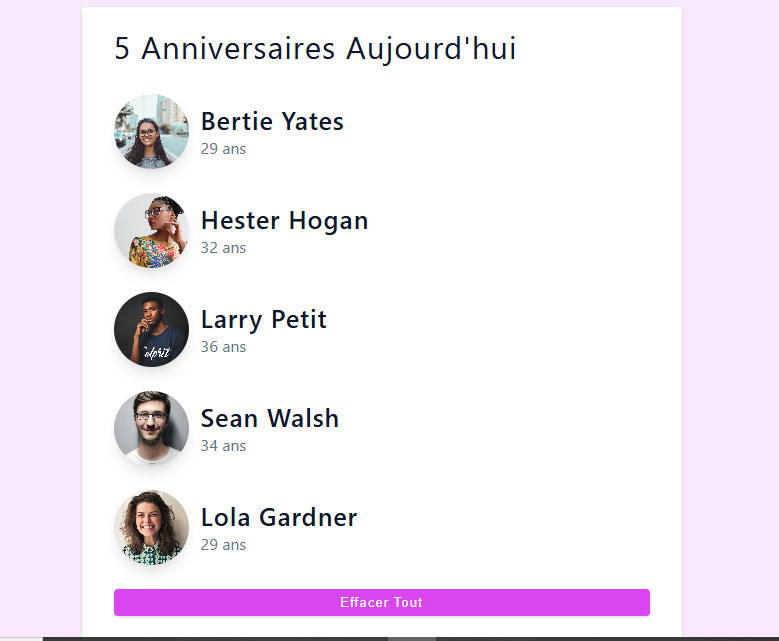 5 Anniversaires Aujourd'hui
Bertie Yates
29 ans
Hester Hogan
32 ans
Larry Petit
36 ans
Culprit
Sean Walsh
34 ans
Lola Gardner
29 ans
Effacer Tout